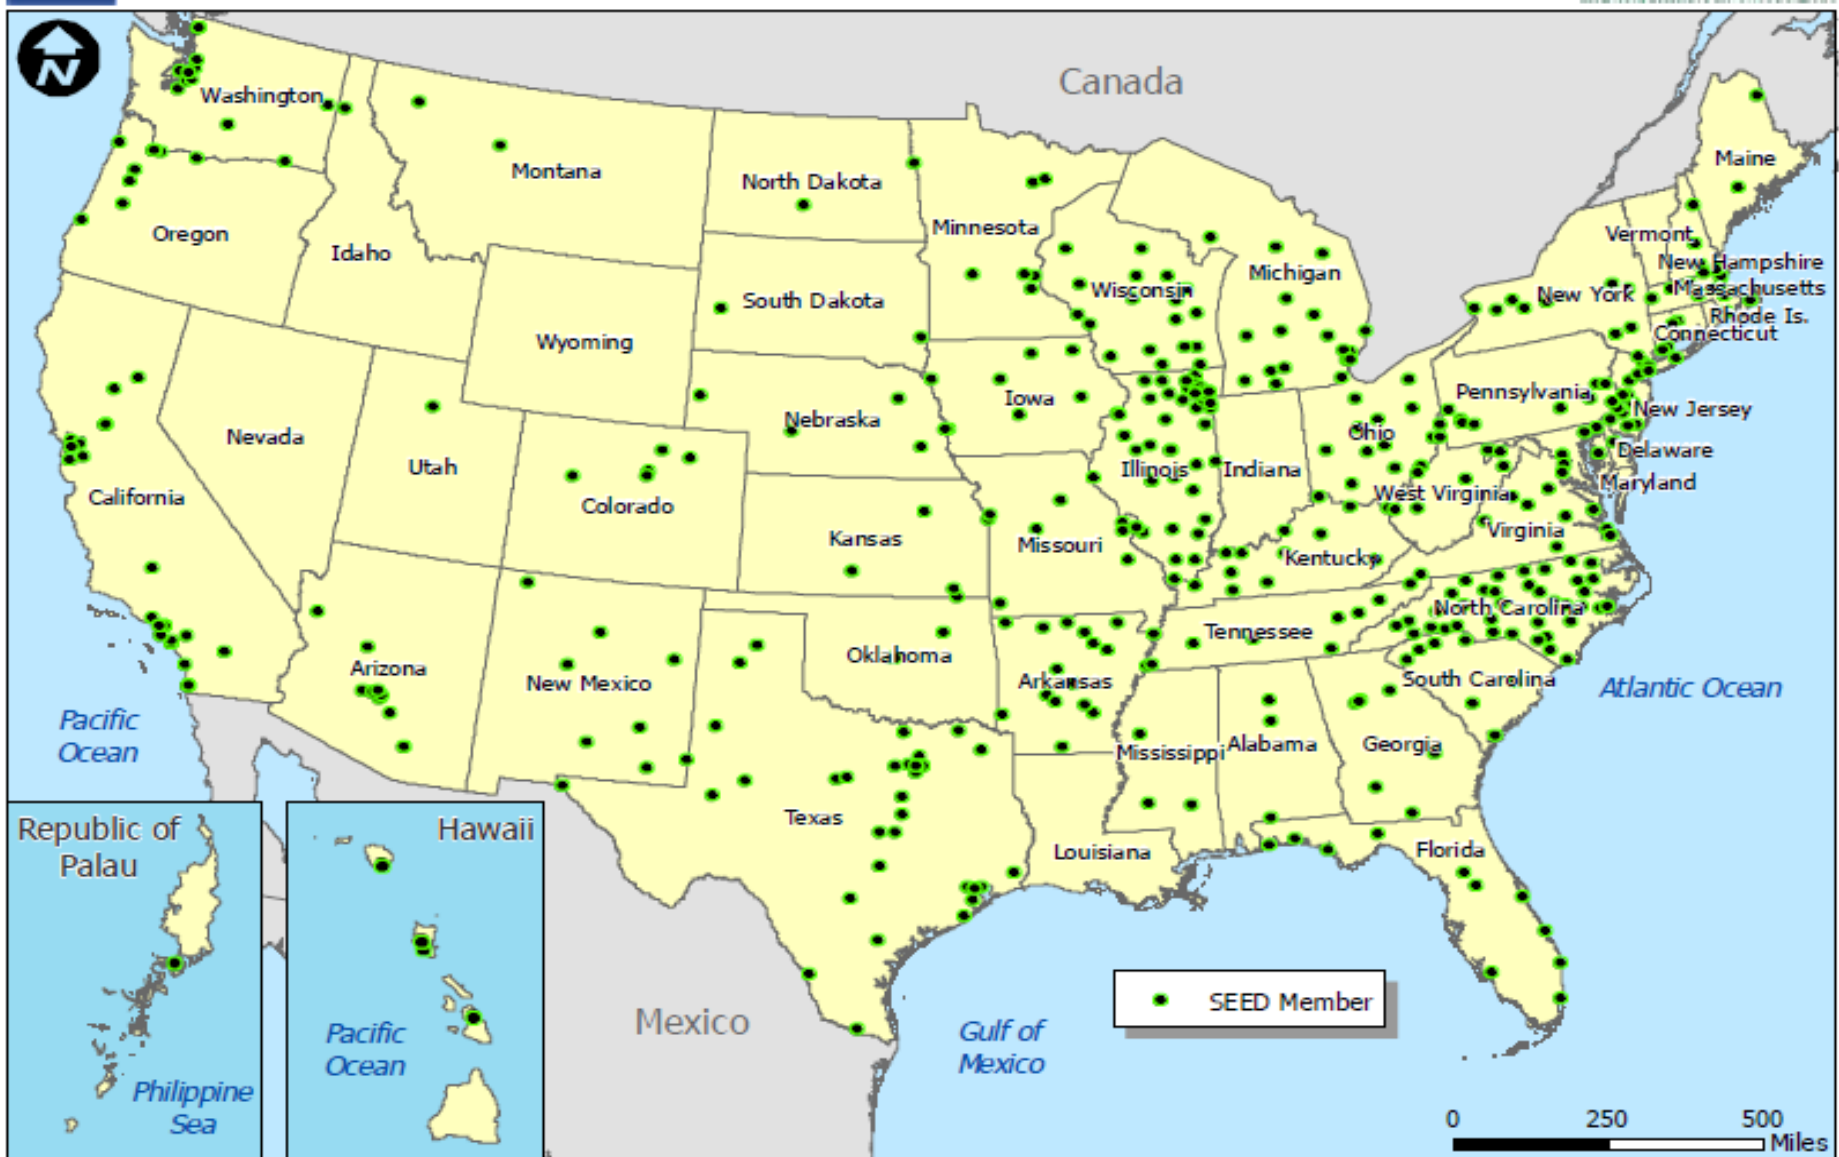 N
Canada
Washington
Montana
North Dakota
Minnesota
Maine
Oregon
Idaho
Vermont
New Hampshire
Massachusetts
Rhode Is.
Connecticut
New York
Michigan
Wisconsin
South Dakota
Wyoming
Iowa
Nebraska
Pennsylvania
New Jersey
Ohio
Delaware
Maryland
Nevada
Utah
California
Colorado
Kansas
Missouri
Illinois
Indiana
West Virginia
Virginia
Kentucky
North Carolina
Tennessee
Arizona
New Mexico
Oklahoma
Arkansas
South Carolina
Atlantic Ocean
Pacific
Ocean
Mississippi
Alabama
Georgia
Texas
Louisiana
Florida
Republic of
Palau
Philippine
Sea
Hawaii
Pacific
Ocean
Mexico
Gulf of
Mexico
SEED Member
0 250 500
Miles